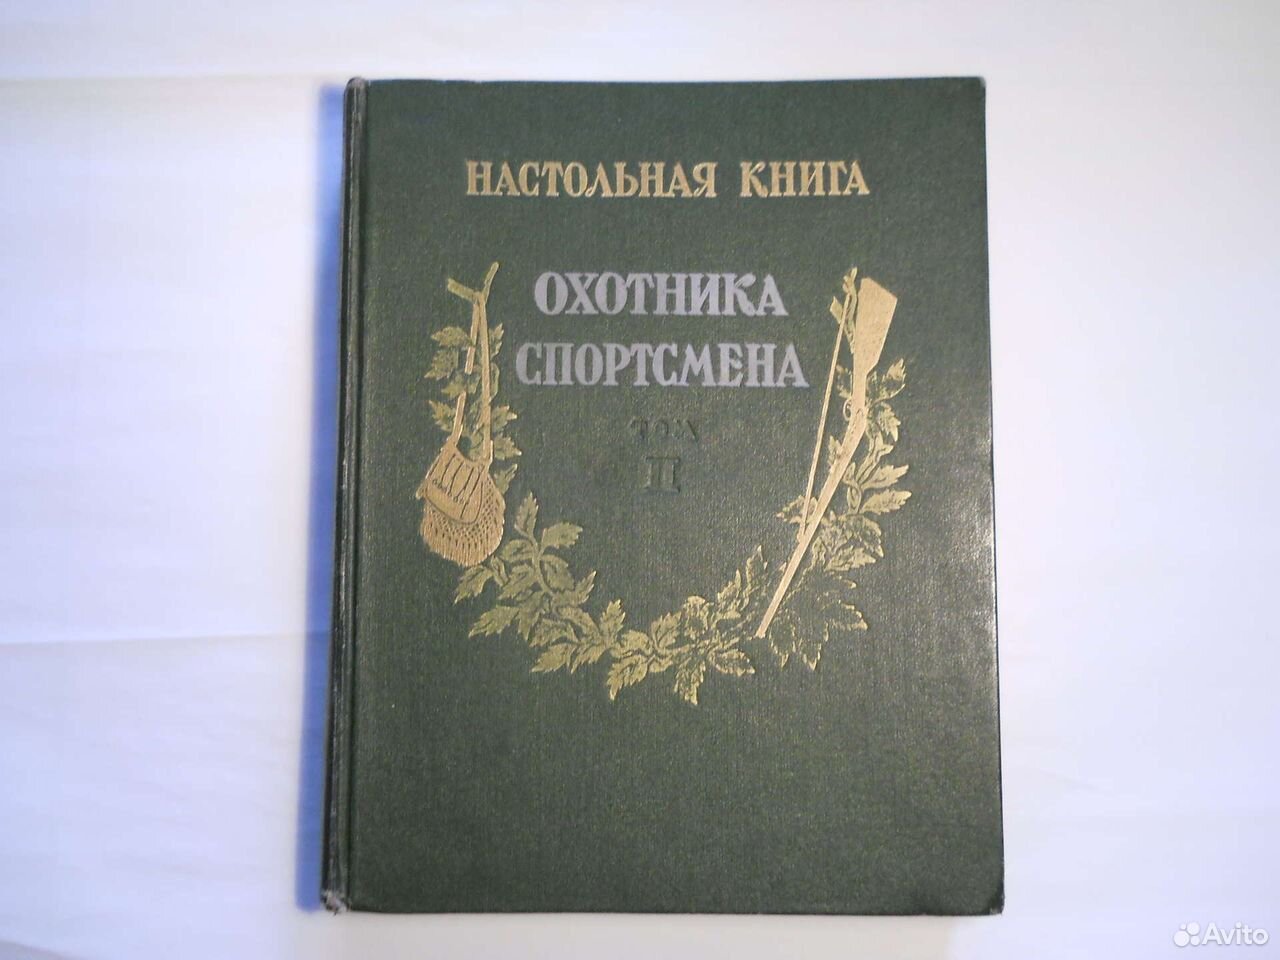 НАСТОЛЬНАЯ КНИГА
ОХОТНИКА
СПОРТСМЕНА
ТОМ
II
Avito